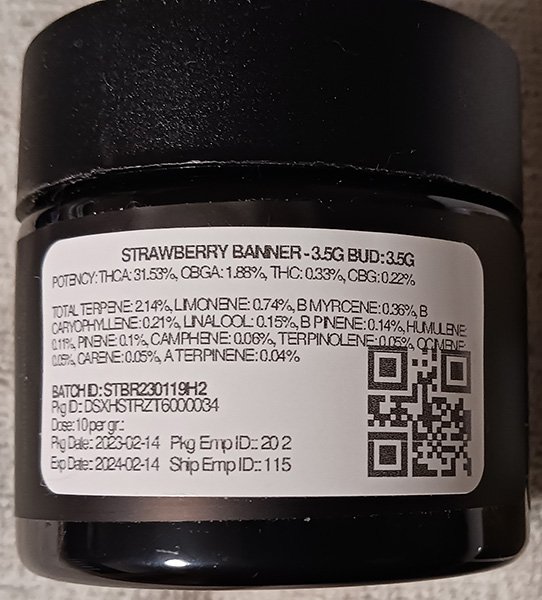 STRAWBERRY BANNER - 3.5G BUD: 3.5G
POTENCY: THCA: 31.53%, CBGA: 1.88%, THC: 0.33%, CBG: 0.22%
TOTAL TERPENE: 2.14%, LIMONENE: 0.74%, B MYRCENE: 0.36%, B
CARYOPHYLLENE: 0.21%, LINALOOL: 0.15%, B PINENE: 0.14%, HUMULENE:
0.11%, PINENE: 0.1%, CAMPHENE: 0.06%, TERPINOLENE: 0.05%, OCIMENE:
0.05%, CARENE: 0.05%, A TERPINENE: 0.04%
BATCH ID: STBR230119H2
Pkg ID:: DSXHSTRZT6000034
Dose: 10 per gr.:
Pkg Date:: 2023-02-14 Pkg Emp ID:: 20 2
Exp Date:: 2024-02-14 Ship Emp ID:: 115